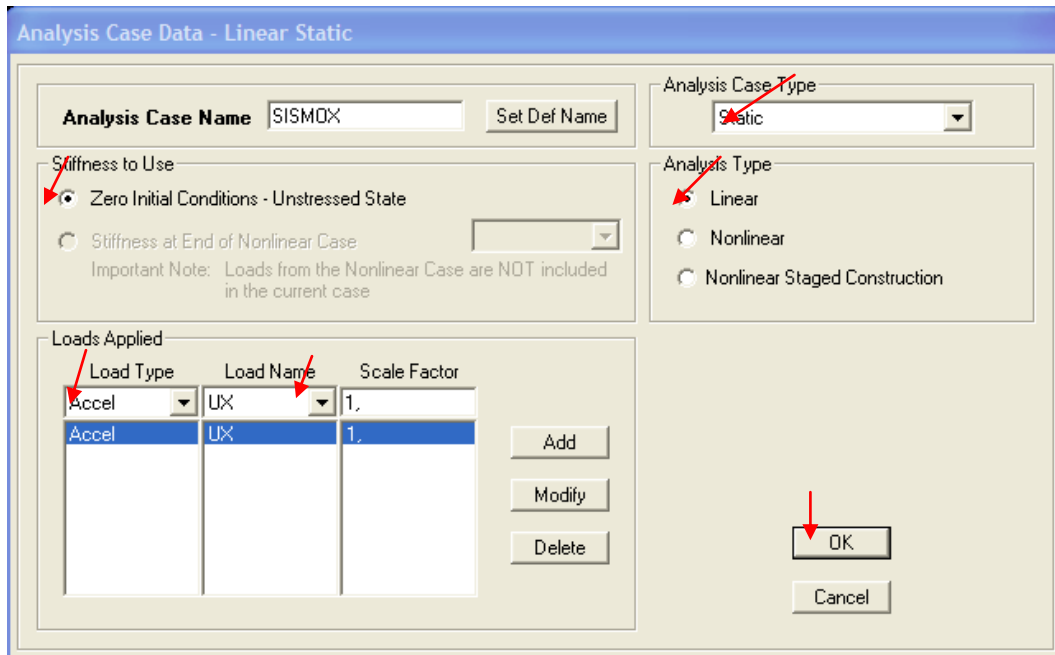 Analysis Case Data - Linear Static
Analysis Case Name SISMOX Set Def Name
Analysis Case Type
Static
Stiffness to Use
Zero Initial Conditions - Unstressed State
Stiffness at End of Nonlinear Case
Important Note: Loads from the Nonlinear Case are NOT included
in the current case
Analysis Type
Linear
Nonlinear
Nonlinear Staged Construction
Loads Applied
Load Type Load Name Scale Factor
Accel UX 1,
Accel UX 1,
Add
Modify
Delete
OK
Cancel